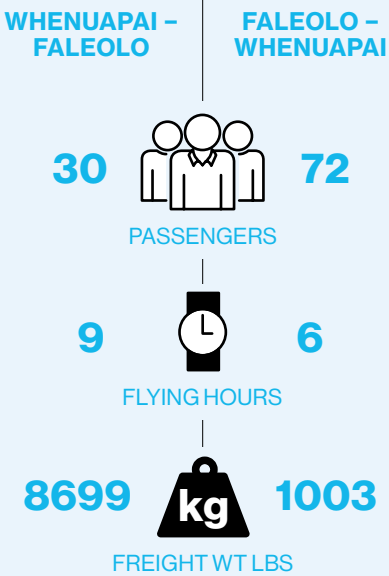 WHENUAPAI –
FALEOLO
FALEOLO –
WHENUAPAI
30
72
PASSENGERS
9
6
FLYING HOURS
8699
kg
1003
FREIGHT WT LBS